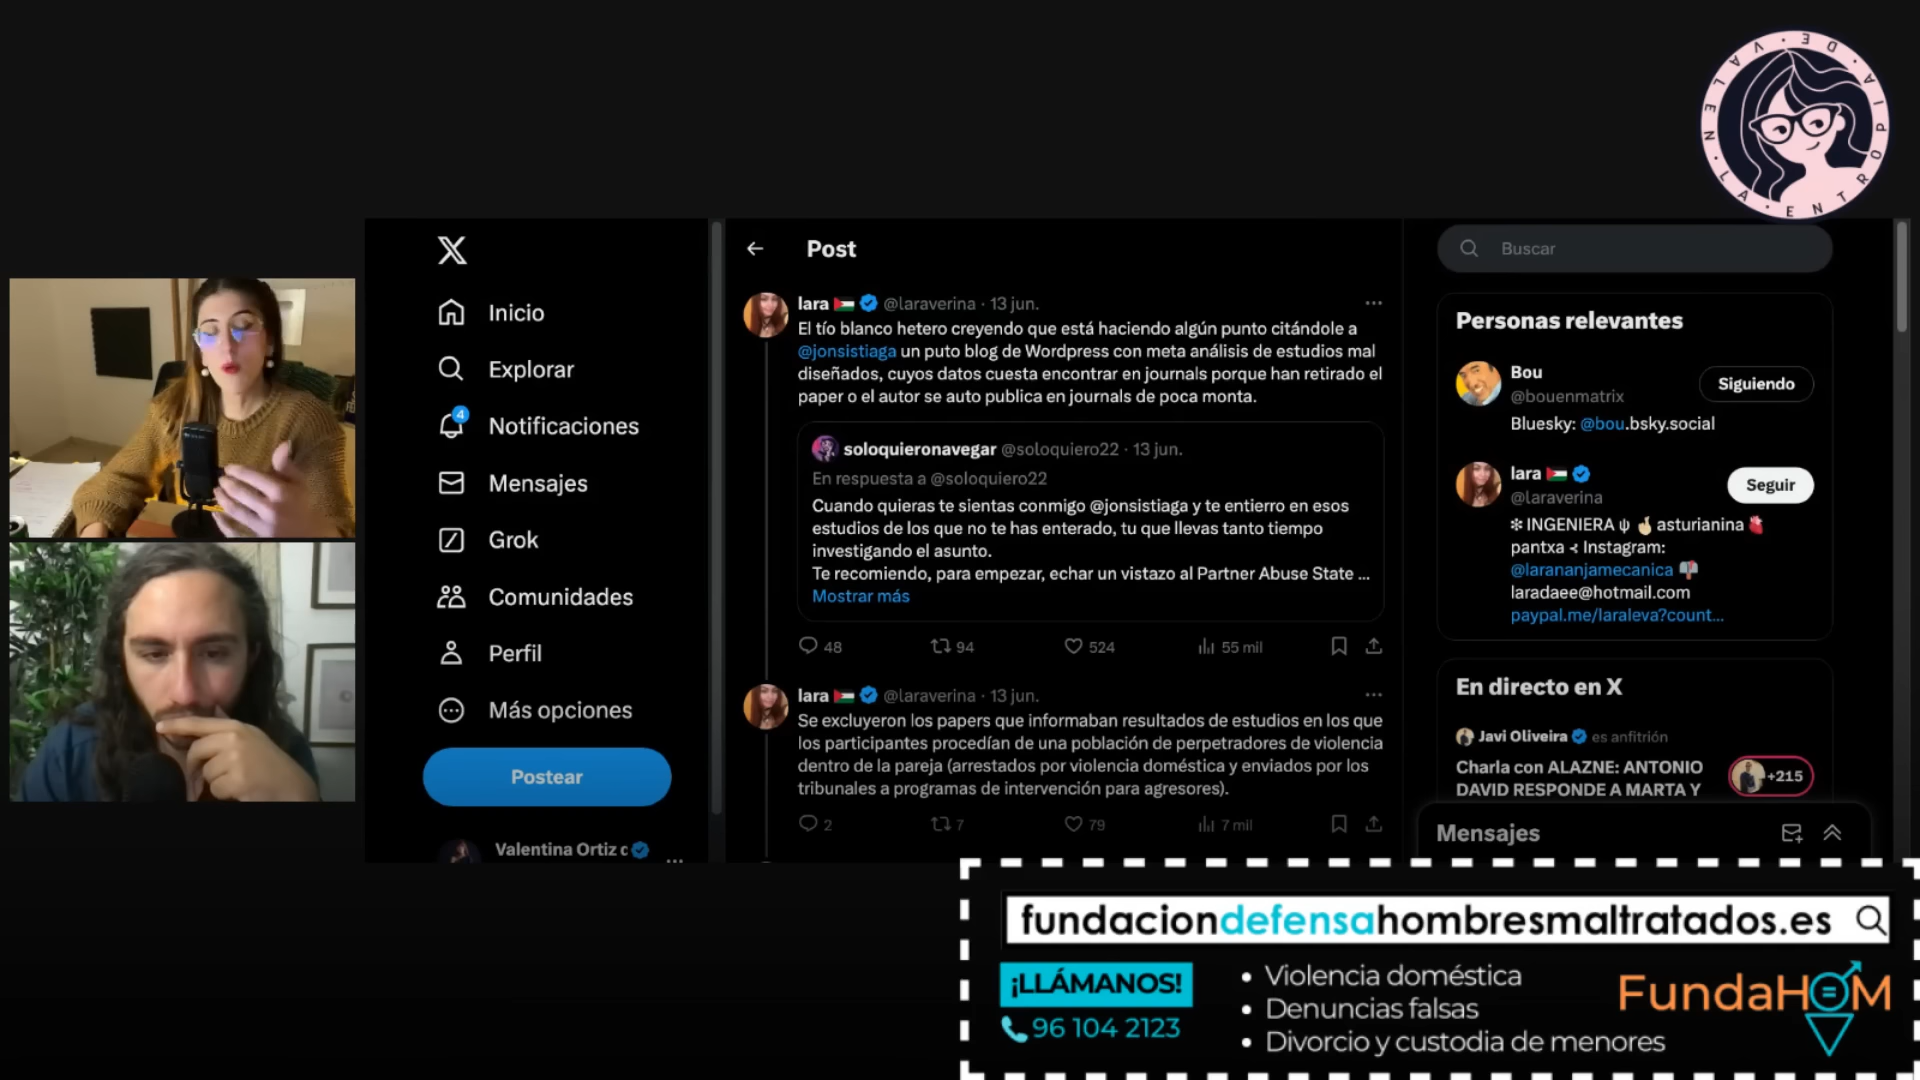 LA ENTROPIA DE VALEN
X
Inicio
Explorar
4
Notificaciones
Mensajes
Grok
Comunidades
Perfil
Más opciones
Postear
Valentina Ortiz
Post
lara @laraverina · 13 jun.
El tío blanco hetero creyendo que está haciendo algún punto citándole a
@jonsistiaga un puto blog de Wordpress con meta análisis de estudios mal
diseñados, cuyos datos cuesta encontrar en journals porque han retirado el
paper o el autor se auto publica en journals de poca monta.
soloquieronavegar @soloquiero22 · 13 jun.
En respuesta a @soloquiero22
Cuando quieras te sientas conmigo @jonsistiaga y te entierro en esos
estudios de los que no te has enterado, tu que llevas tanto tiempo
investigando el asunto.
Te recomiendo, para empezar, echar un vistazo al Partner Abuse State ...
Mostrar más
48 94 524 55 mil
lara @laraverina · 13 jun.
Se excluyeron los papers que informaban resultados de estudios en los que
los participantes procedían de una población de perpetradores de violencia
dentro de la pareja (arrestados por violencia doméstica y enviados por los
tribunales a programas de intervención para agresores).
2 7 79 7 mil
Buscar
Personas relevantes
Bou
@bouenmatrix
Siguiendo
Bluesky: @bou.bsky.social
lara
@laraverina
Seguir
✻ INGENIERA ψ 🤞🏻 asturianina 🫀
pantxa ⊰ Instagram:
@larananjamecanica 📫
laradaee@hotmail.com
paypal.me/laraleva?count...
En directo en X
Javi Oliveira es anfitrión
Charla con ALAZNE: ANTONIO
DAVID RESPONDE A MARTA Y
+215
Mensajes
fundaciondefensahombresmaltratados.es
¡LLÁMANOS!
96 104 2123
• Violencia doméstica
• Denuncias falsas
• Divorcio y custodia de menores
FundaHOM